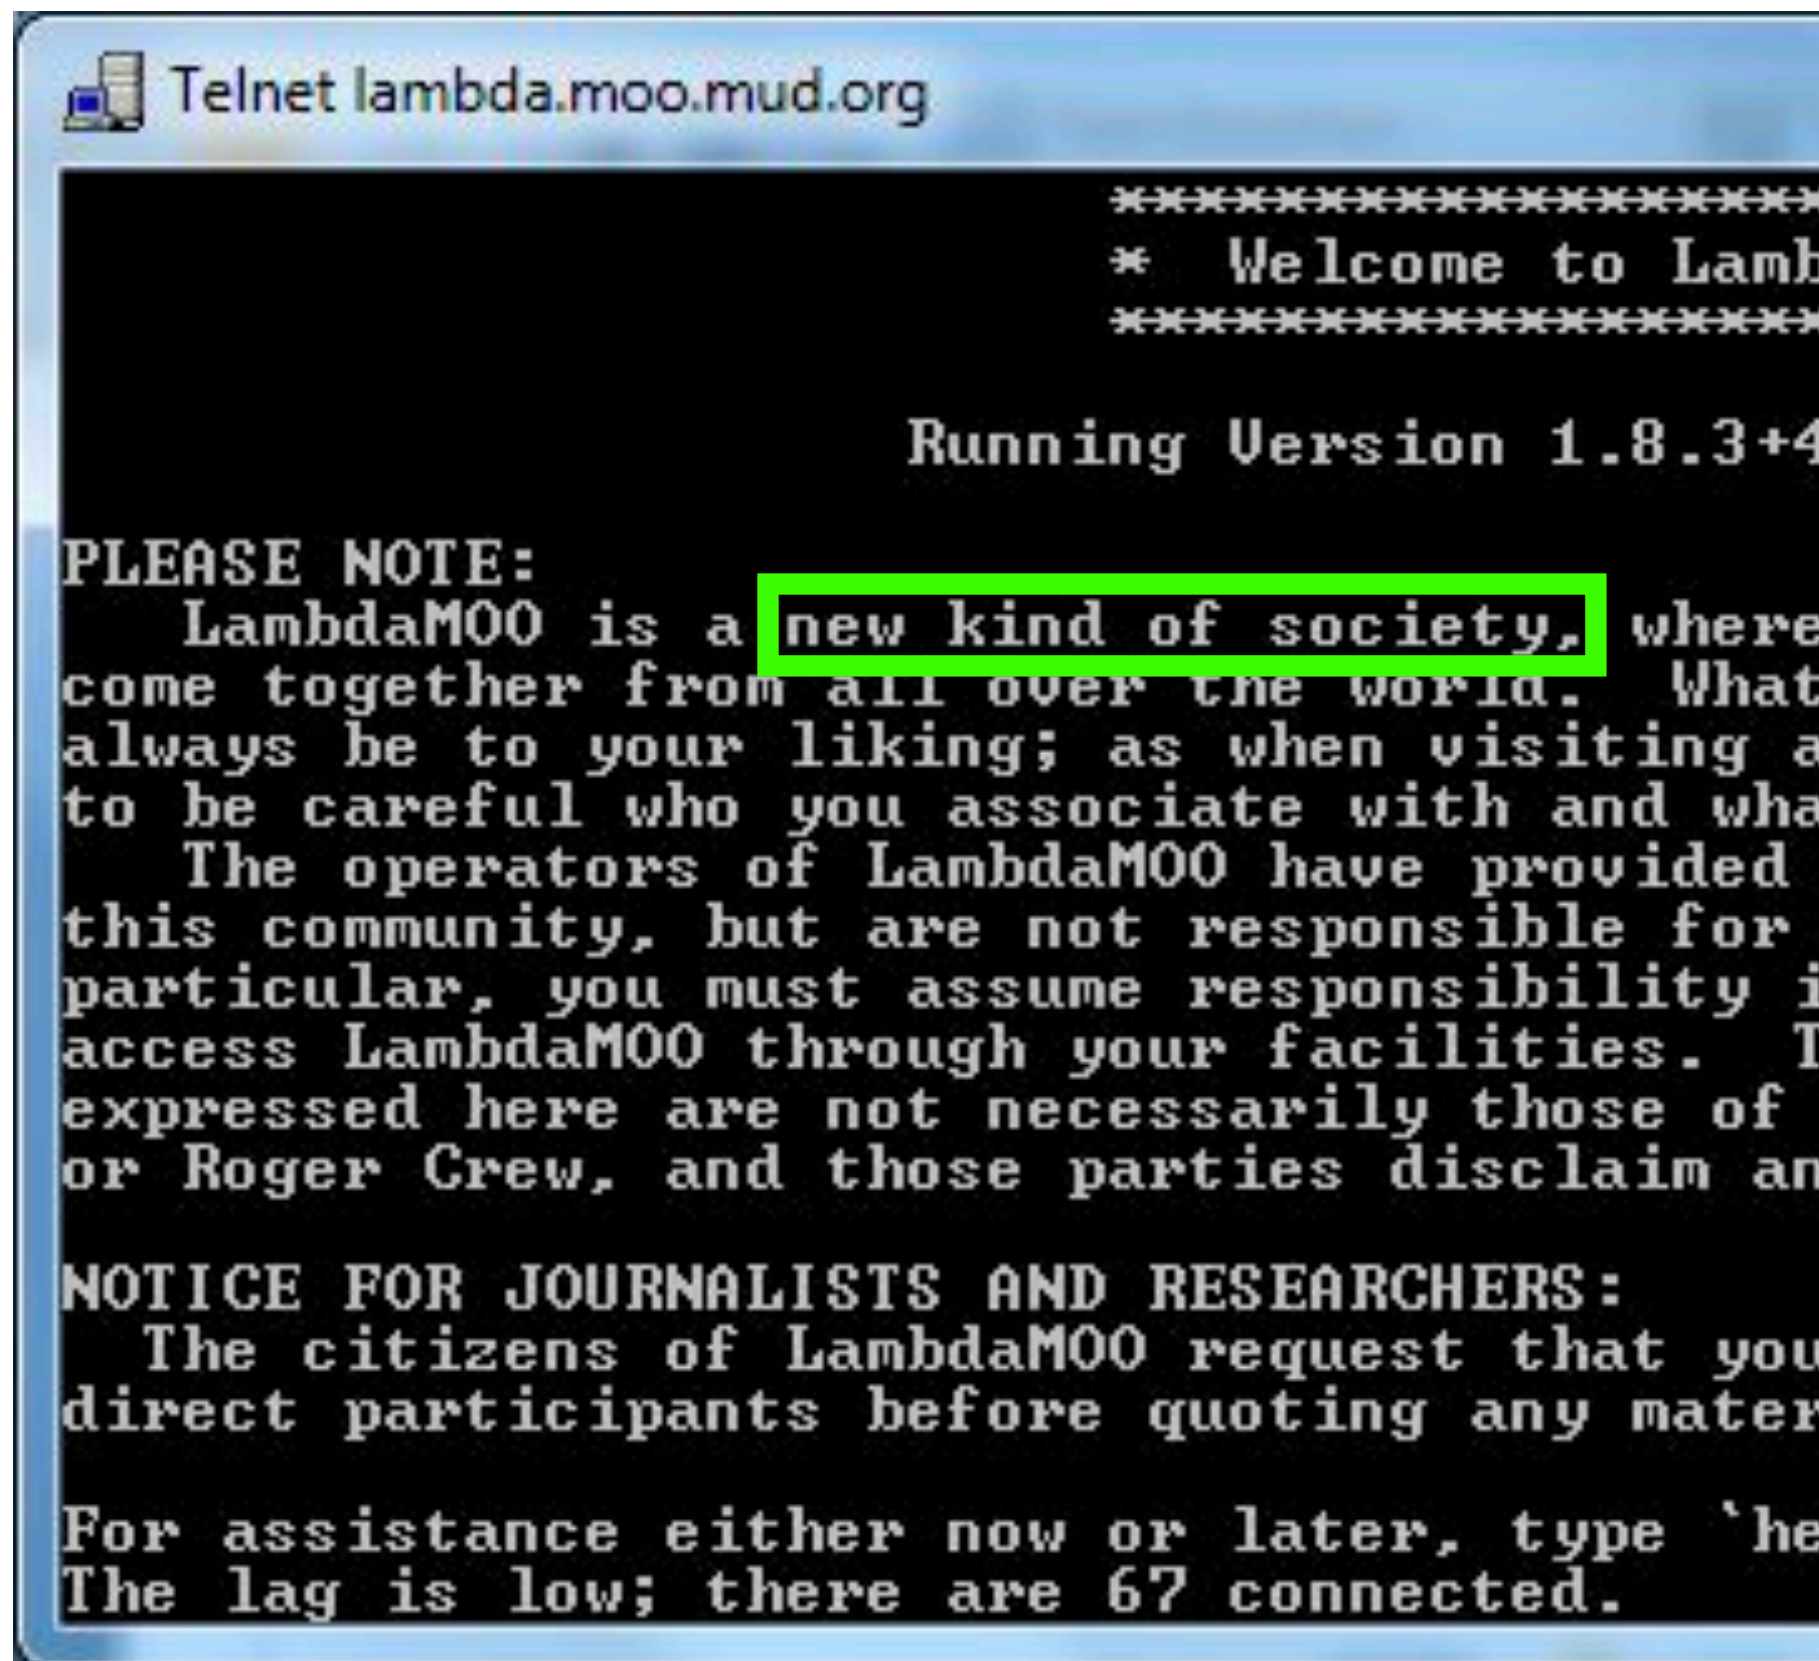 Telnet lambda.moo.mud.org
*******************
* Welcome to Lamb
*******************
Running Version 1.8.3+4
PLEASE NOTE:
LambdaMOO is a new kind of society, where
come together from all over the world. What
always be to your liking; as when visiting a
to be careful who you associate with and wha
The operators of LambdaMOO have provided
this community, but are not responsible for
particular, you must assume responsibility i
access LambdaMOO through your facilities. T
expressed here are not necessarily those of
or Roger Crew, and those parties disclaim an
NOTICE FOR JOURNALISTS AND RESEARCHERS:
The citizens of LambdaMOO request that you
direct participants before quoting any mater
For assistance either now or later, type `he
The lag is low; there are 67 connected.